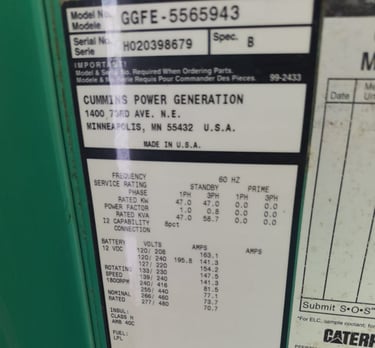 Model No. GGFE-5565943
Modele
Serial No. H020398679 Spec. B
Serie
IMPORTANT!
Model & Serial No. Required When Ordering Parts.
Modele & No Serie Requis Pour Commander Des Pieces. 99-2433
CUMMINS POWER GENERATION
1400 73RD AVE. N.E.
MINNEAPOLIS, MN 55432 U.S.A.
MADE IN U.S.A.
FREQUENCY 60 HZ
SERVICE RATING STANDBY PRIME
PHASE 1PH 3PH 1PH 3PH
RATED KW 47.0 47.0 0.0 0.0
POWER FACTOR 1.0 0.8 0.0 0.0
RATED KVA 47.0 58.7 0.0 0.0
I2 CAPABILITY 8pct
CONNECTION
BATTERY VOLTS AMPS AMPS
12 VDC 120/ 208 163.1
120/ 240 195.8 141.3
127/ 220 154.2
ROTATING 133/ 230 147.5
SPEED 139/ 240 141.3
1800RPM 240/ 416 81.5
NOMINAL 255/ 440 77.1
RATED 266/ 460 73.7
277/ 480 70.7
INSUL:
CLASS H
AMB 40C
FUEL:
LPL
Date
Submit S•O•S
CATERP